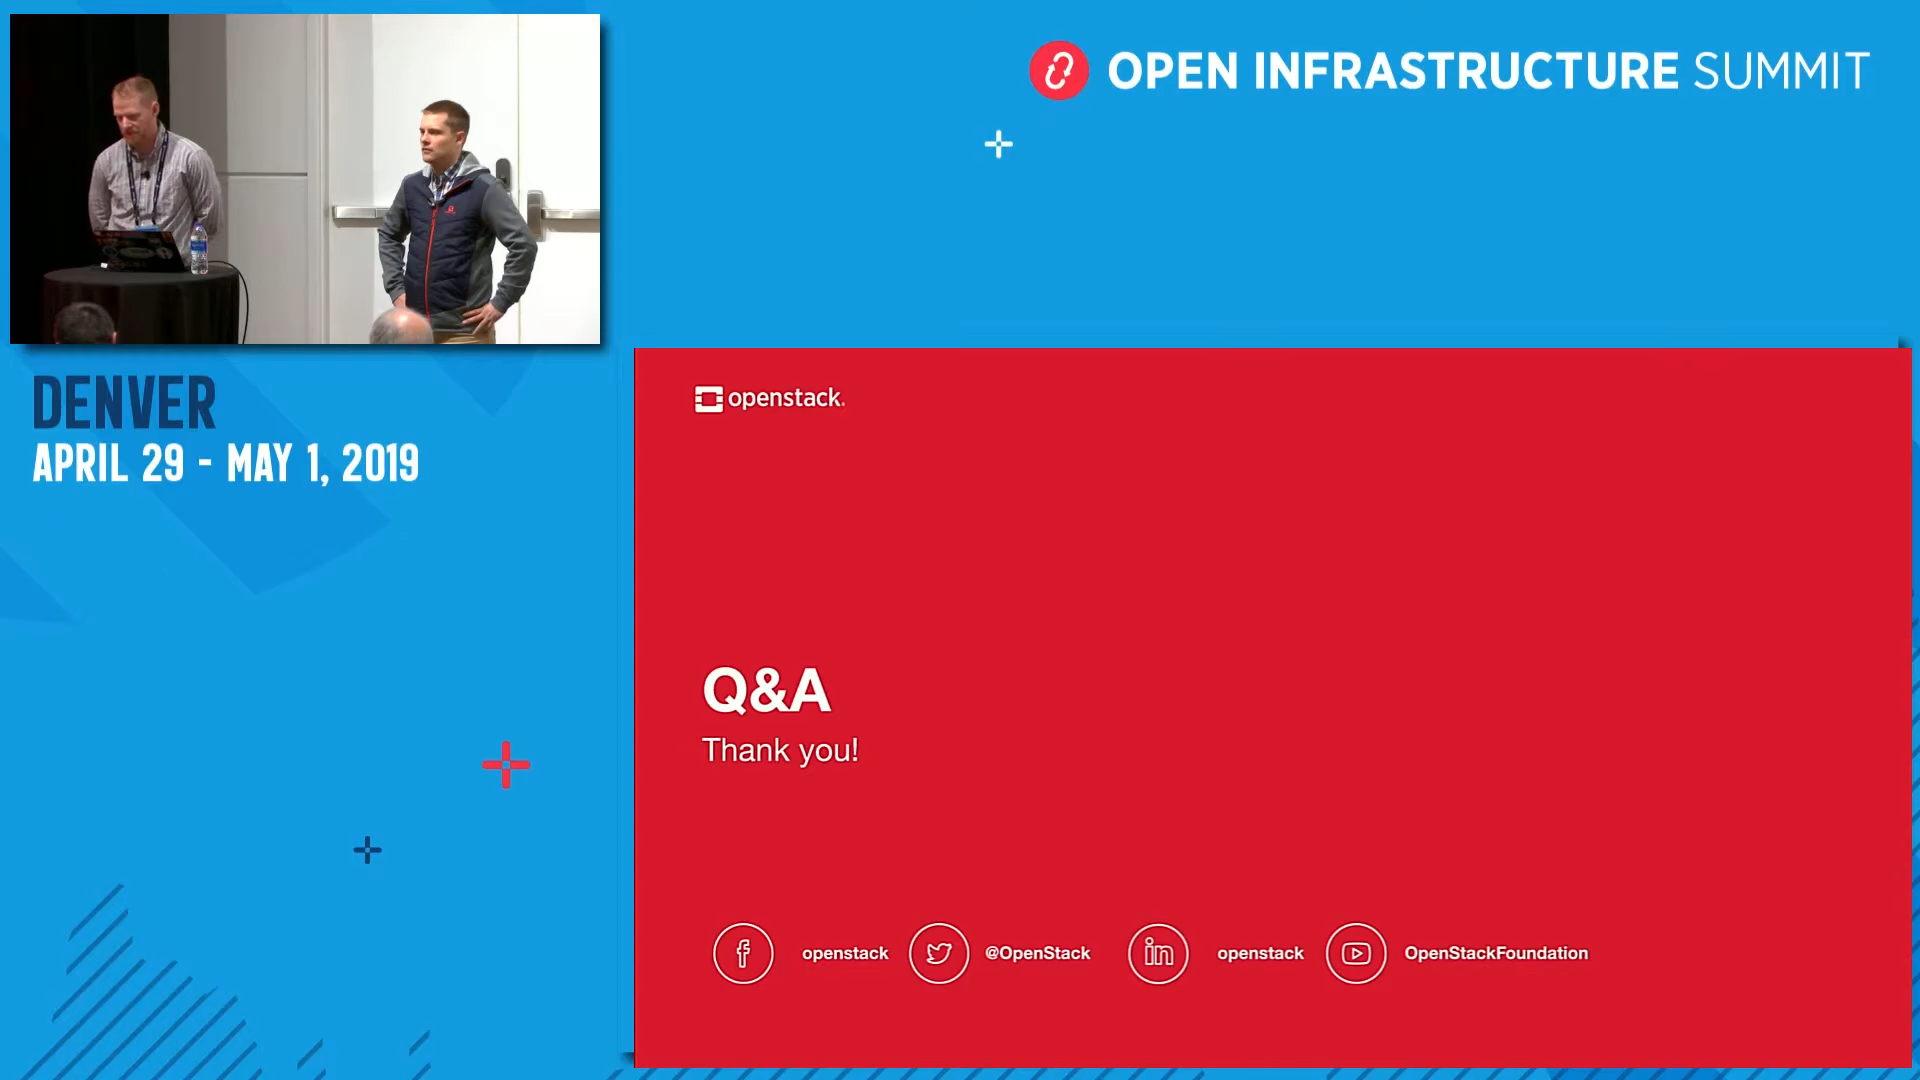 OPEN INFRASTRUCTURE SUMMIT
DENVER
APRIL 29 - MAY 1, 2019
openstack.
Q&A
Thank you!
openstack @OpenStack openstack OpenStackFoundation